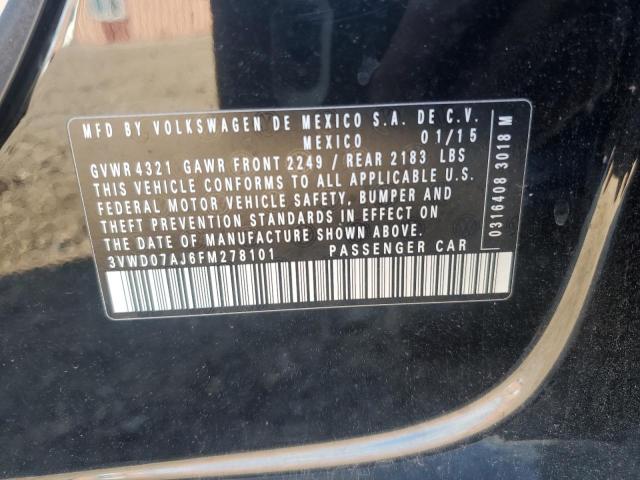 MFD BY VOLKSWAGEN DE MEXICO S.A. DE C.V.
MEXICO 01/15
GVWR 4321 GAWR FRONT 2249 / REAR 2183 LBS
THIS VEHICLE CONFORMS TO ALL APPLICABLE U.S.
FEDERAL MOTOR VEHICLE SAFETY, BUMPER AND
THEFT PREVENTION STANDARDS IN EFFECT ON
THE DATE OF MANUFACTURE SHOWN ABOVE.
3VWD07AJ6FM278101 PASSENGER CAR
0316408 3018 M